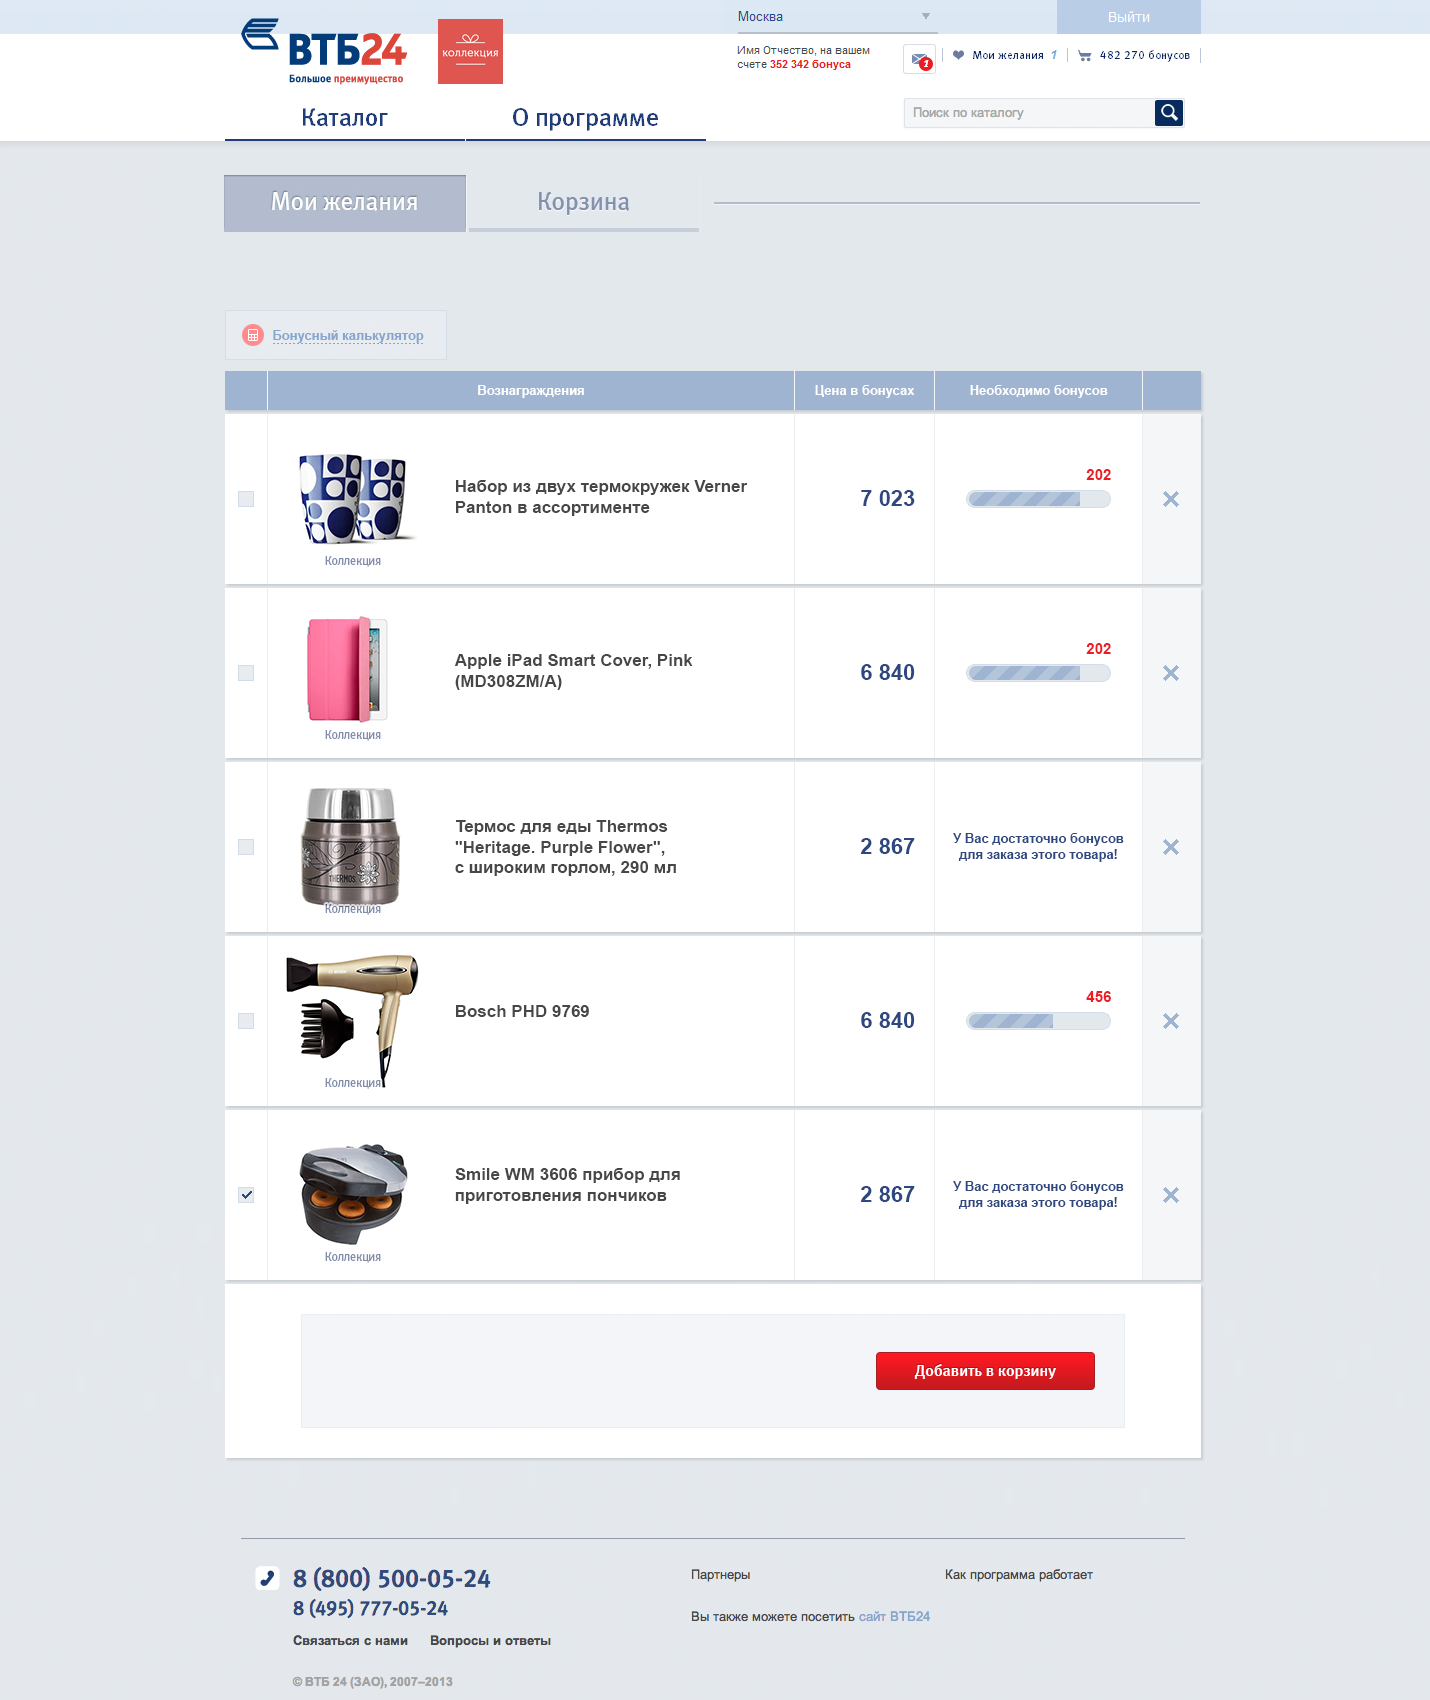 Москва
Выйти
ВТБ24
Большое преимущество
коллекция
Имя Отчество, на вашем
счете 352 342 бонуса
1
Мои желания 1
482 270 бонусов
Каталог
О программе
Поиск по каталогу
Мои желания
Корзина
Бонусный калькулятор
Вознаграждения
Цена в бонусах
Необходимо бонусов
Набор из двух термокружек Verner
Panton в ассортименте
7 023
202
Коллекция
Apple iPad Smart Cover, Pink
(MD308ZM/A)
6 840
202
Коллекция
Термос для еды Thermos
"Heritage. Purple Flower",
с широким горлом, 290 мл
2 867
У Вас достаточно бонусов
для заказа этого товара!
THERMOS
Коллекция
Bosch PHD 9769
6 840
456
Коллекция
Smile WM 3606 прибор для
приготовления пончиков
2 867
У Вас достаточно бонусов
для заказа этого товара!
Коллекция
Добавить в корзину
8 (800) 500-05-24
8 (495) 777-05-24
Связаться с нами
Вопросы и ответы
Партнеры
Как программа работает
Вы также можете посетить сайт ВТБ24
© ВТБ 24 (ЗАО), 2007–2013